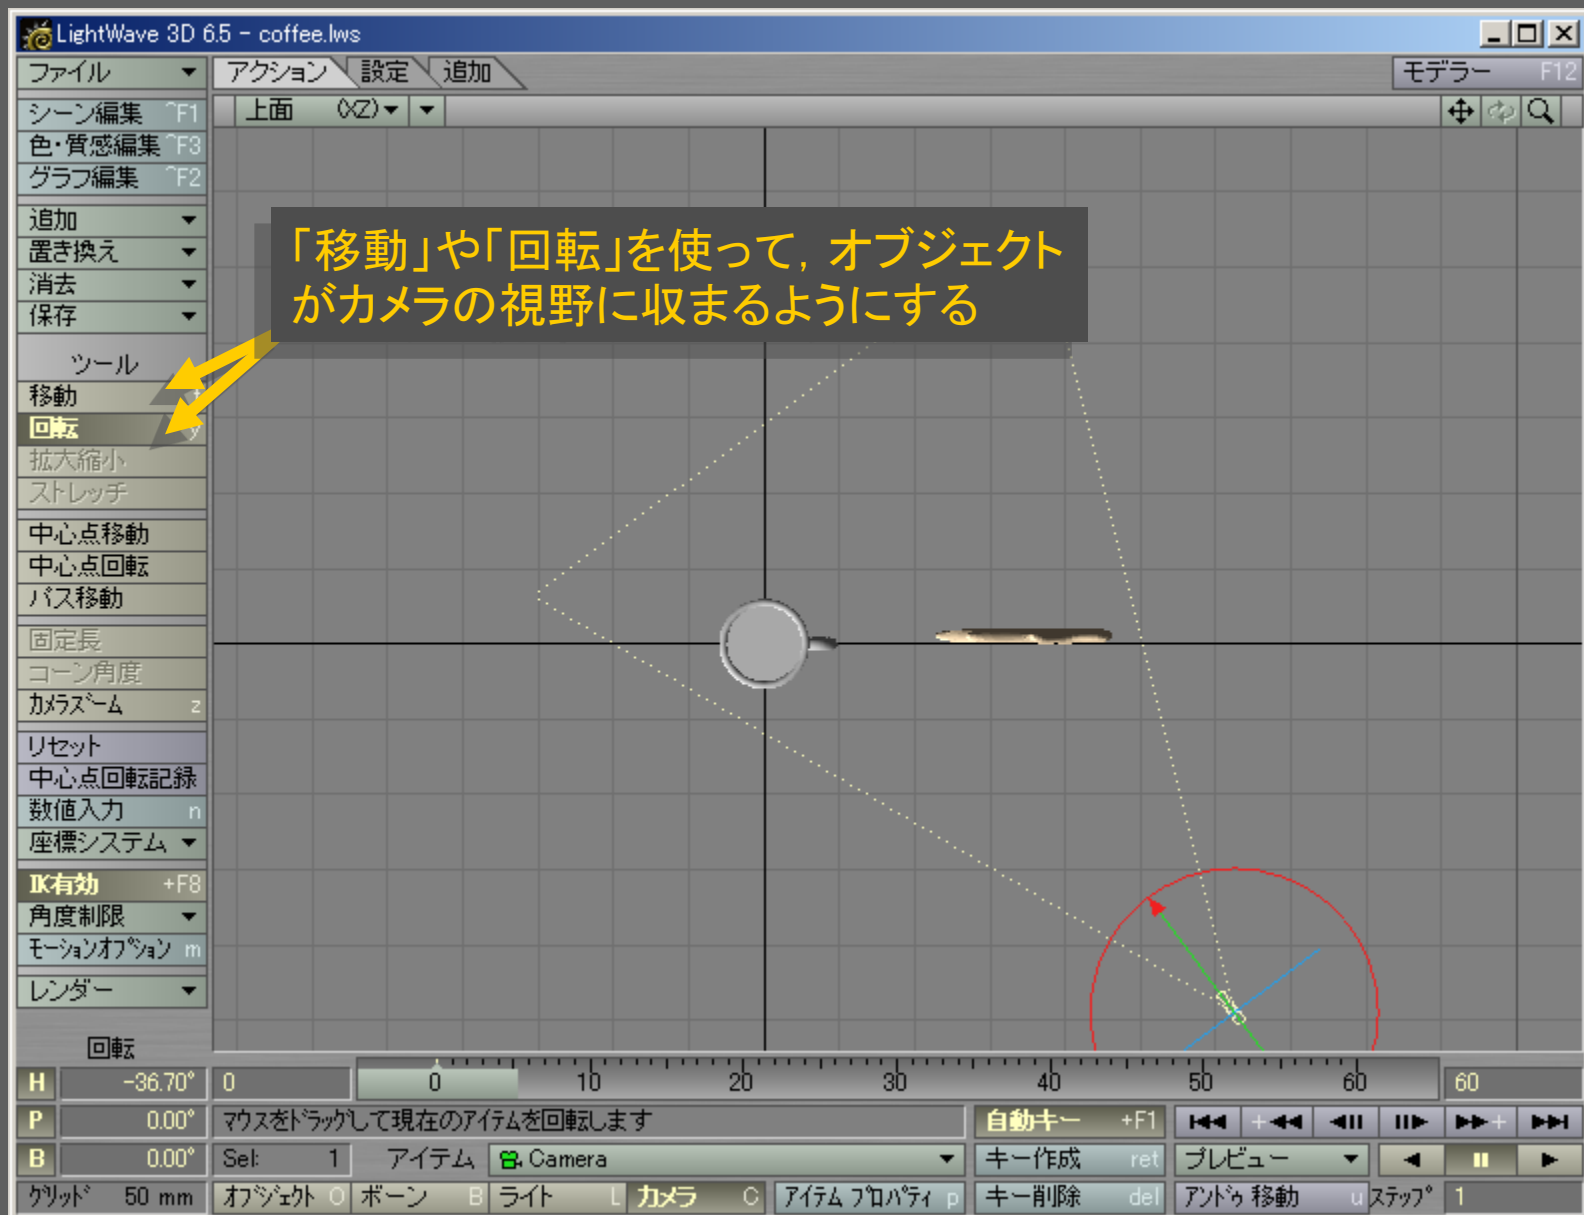 LightWave 3D 6.5 - coffee.lws
ファイル
アクション 設定 追加
モデラー F12
上面 (XZ)
シーン編集 ^F1
色・質感編集 ^F3
グラフ編集 ^F2
追加
置き換え
消去
保存
「移動」や「回転」を使って, オブジェクト
がカメラの視野に収まるようにする
ツール
移動 t
回転 y
拡大縮小
ストレッチ
中心点移動
中心点回転
パス移動
固定長
コーン角度
カメラズーム z
リセット
中心点回転記録
数値入力 n
座標システム
IK有効 +F8
角度制限
モーションオプション m
レンダー
回転
H -36.70° 0 0 10 20 30 40 50 60 60
P 0.00° マウスをドラッグして現在のアイテムを回転します 自動キー +F1
B 0.00° Sel: 1 アイテム Camera キー作成 ret プレビュー
グリッド 50 mm オブジェクト O ボーン B ライト L カメラ C アイテム プロパティ p キー削除 del アンドゥ 移動 u ステップ 1